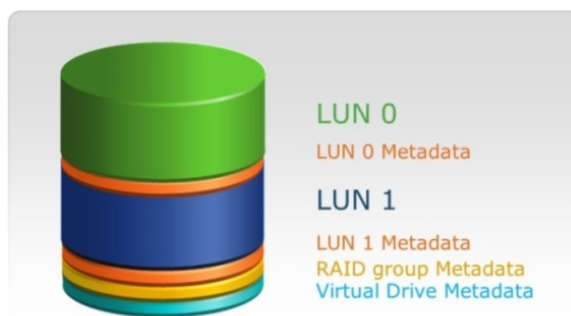 LUN 0
LUN 0 Metadata
LUN 1
LUN 1 Metadata
RAID group Metadata
Virtual Drive Metadata